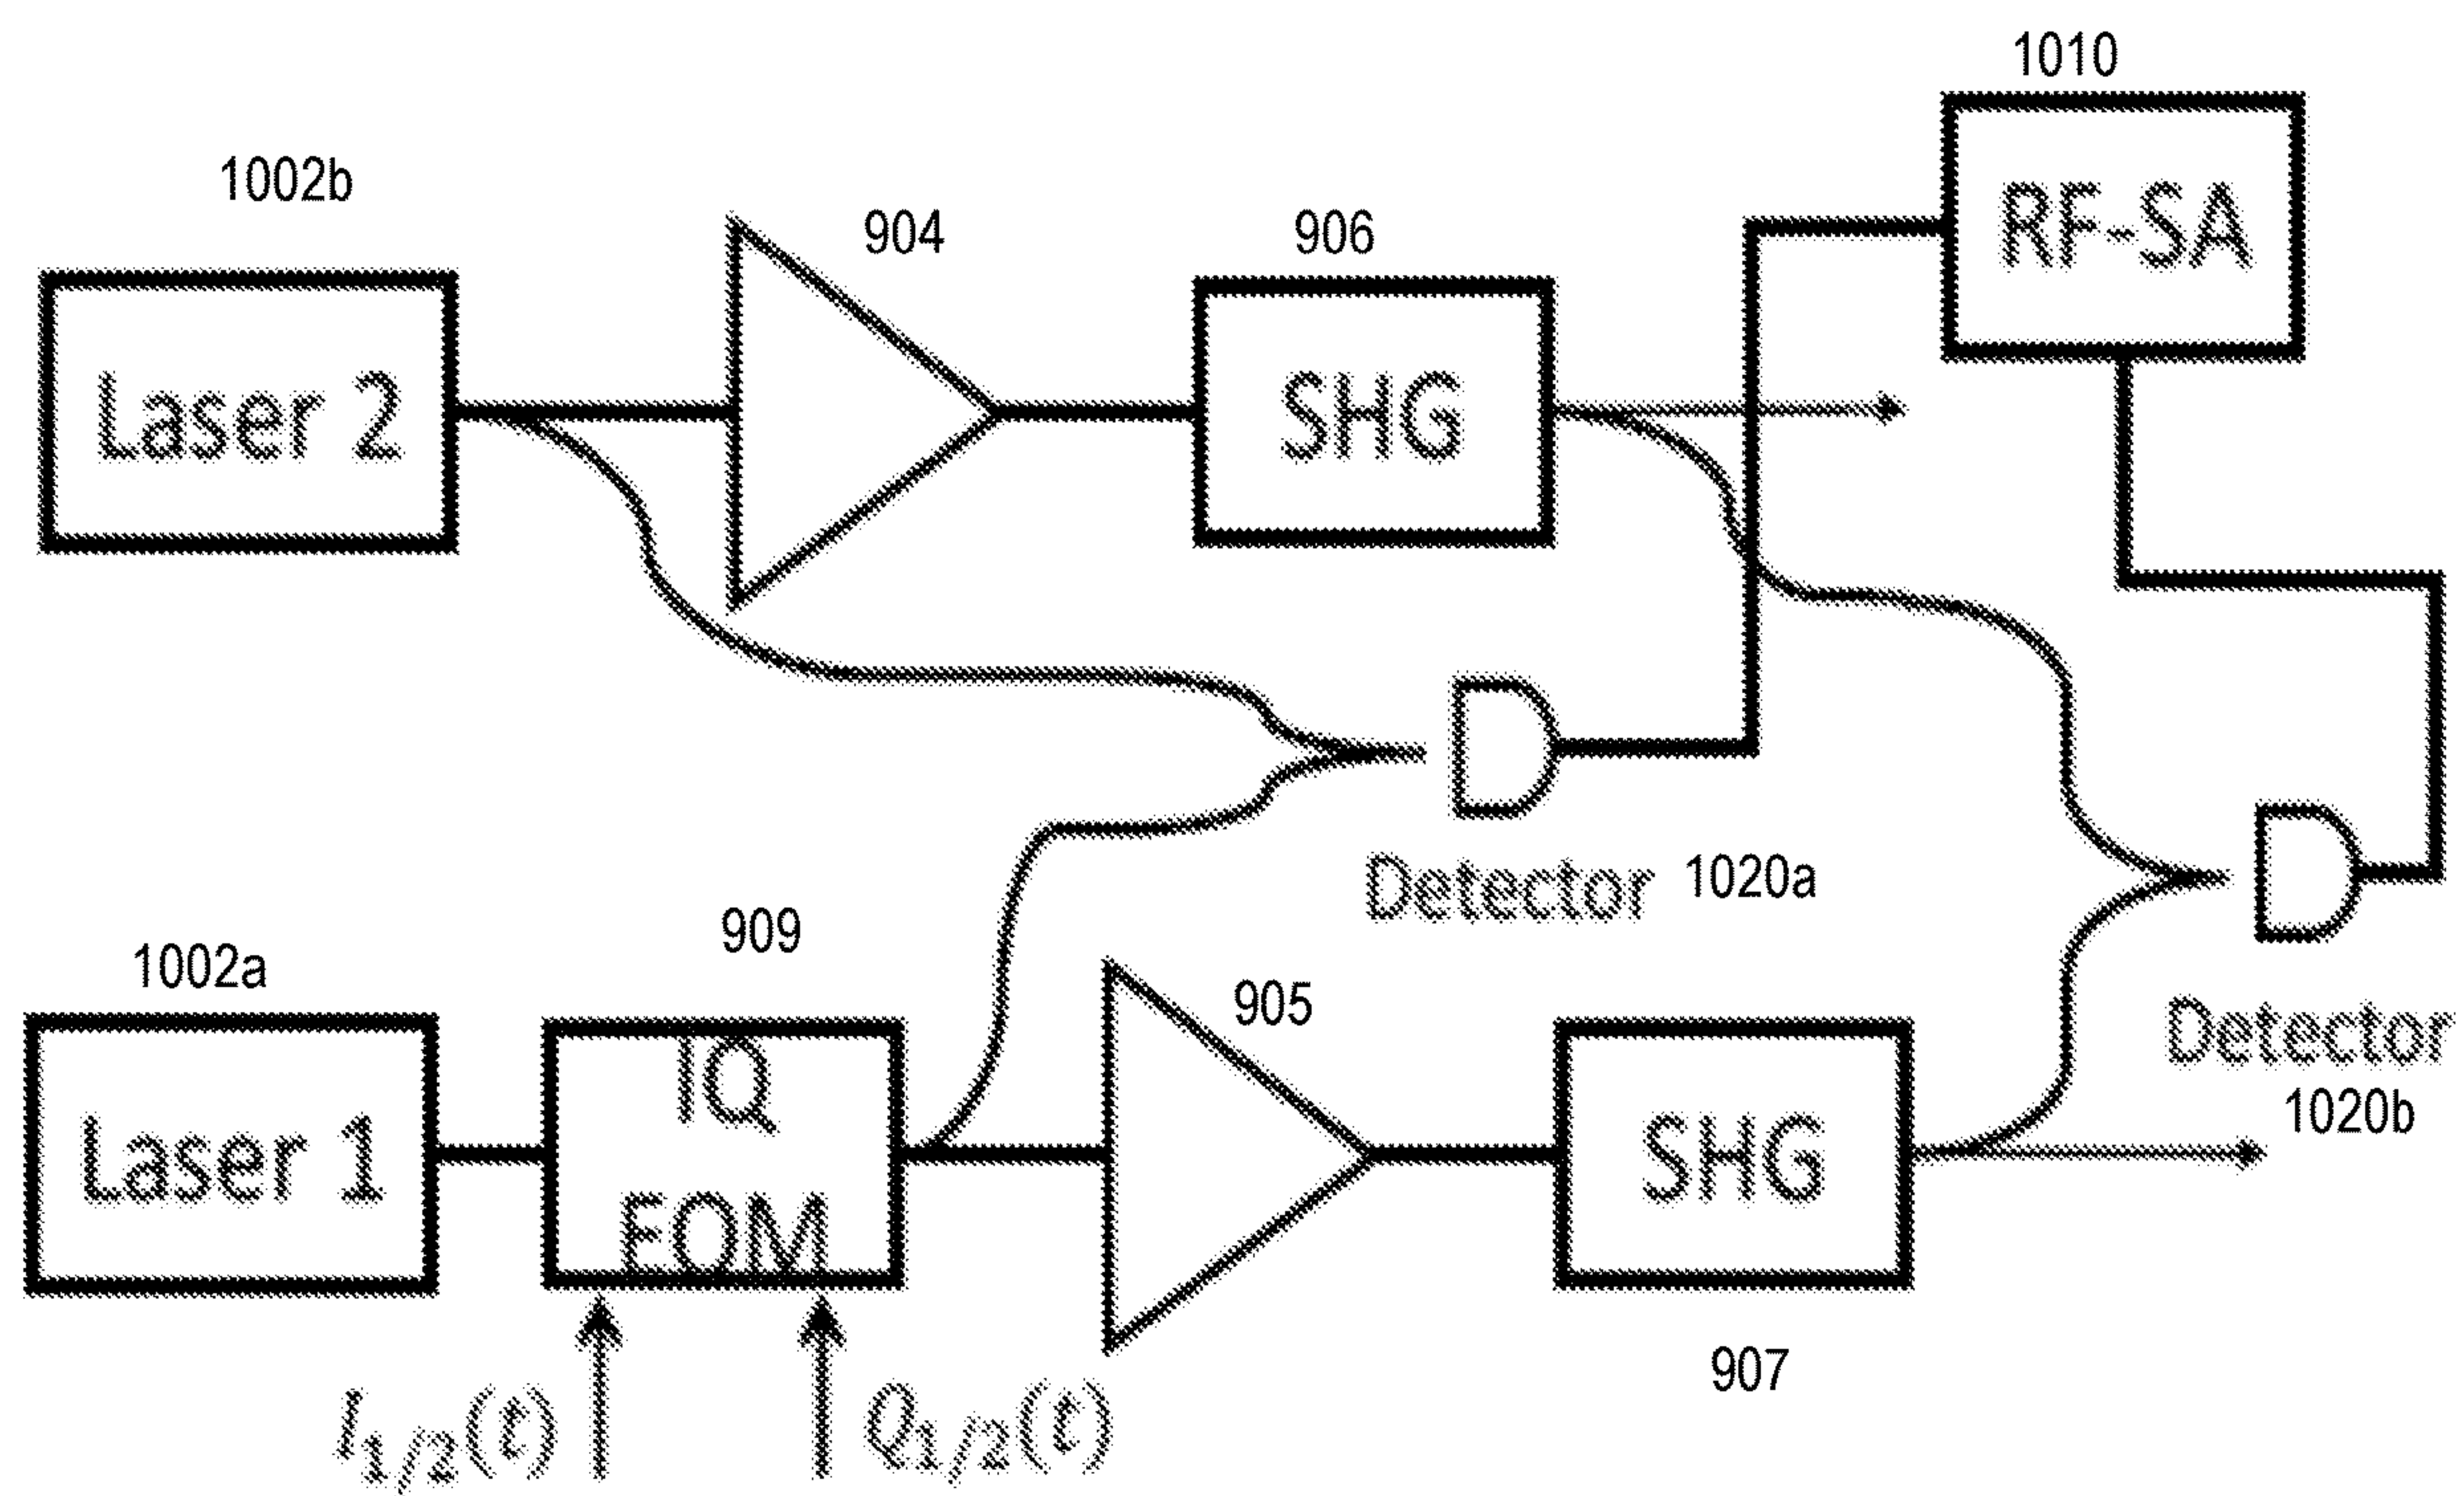 1010
RF-SA
1002b
904
906
Laser 2
SHG
Detector 1020a
909
1002a
905
IQ
EOM
Laser 1
SHG
Detector
1020b
907
I1/2(t)
Q1/2(t)